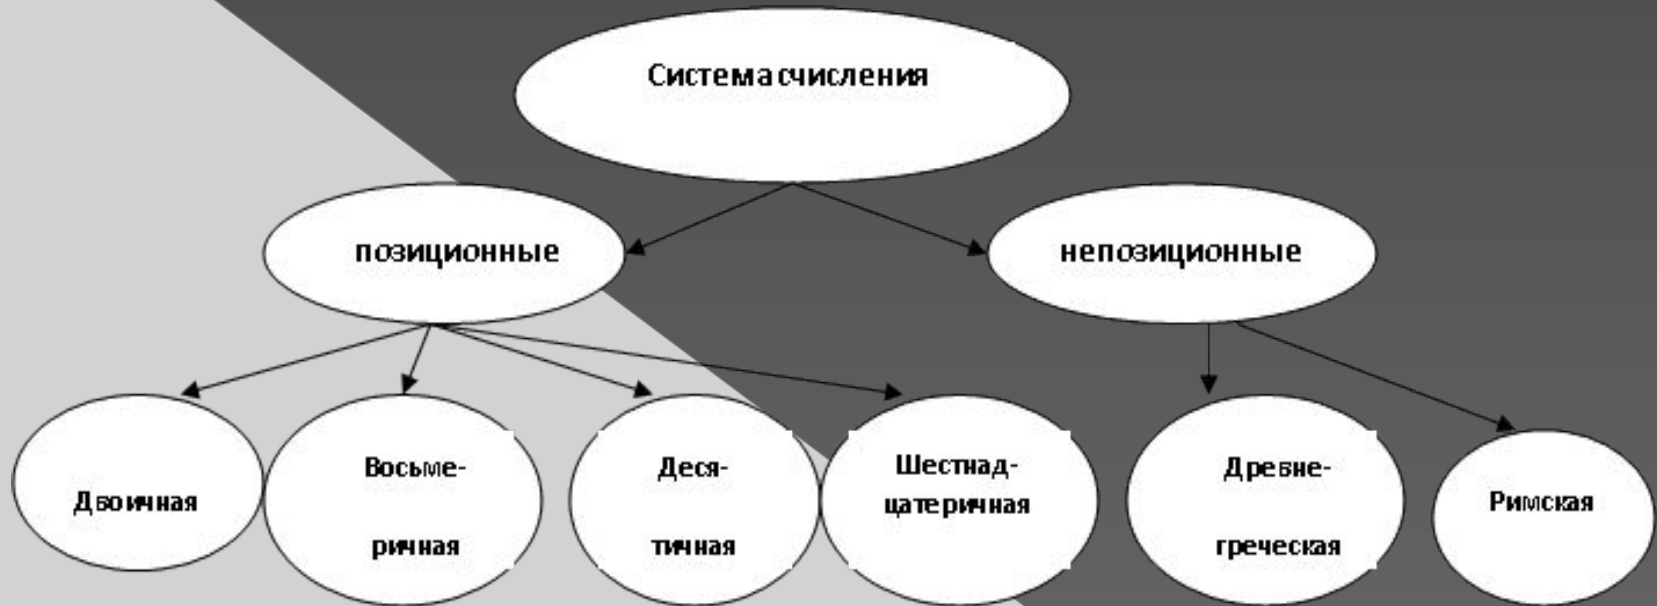 Система счисления
позиционные
непозиционные
Двоичная
Восьме-
ричная
Деся-
тичная
Шестнад-
цатеричная
Древне-
греческая
Римская